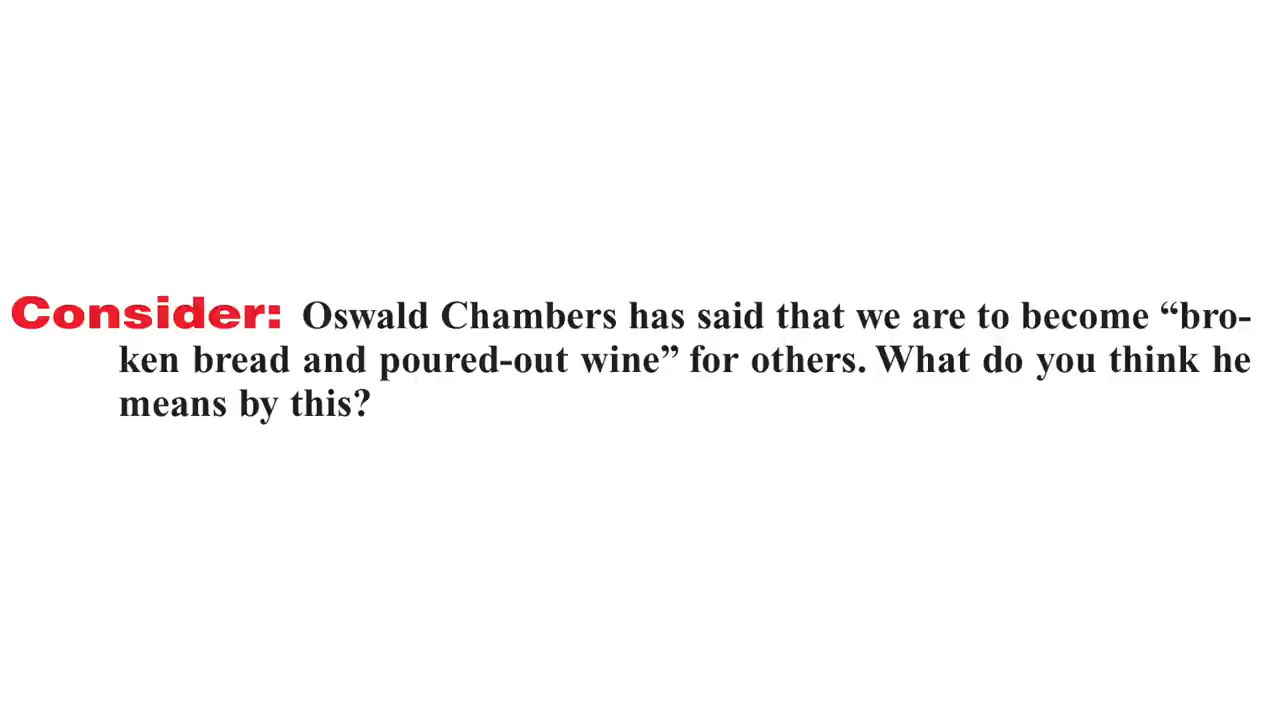 Consider: Oswald Chambers has said that we are to become “bro-
ken bread and poured-out wine” for others. What do you think he
means by this?